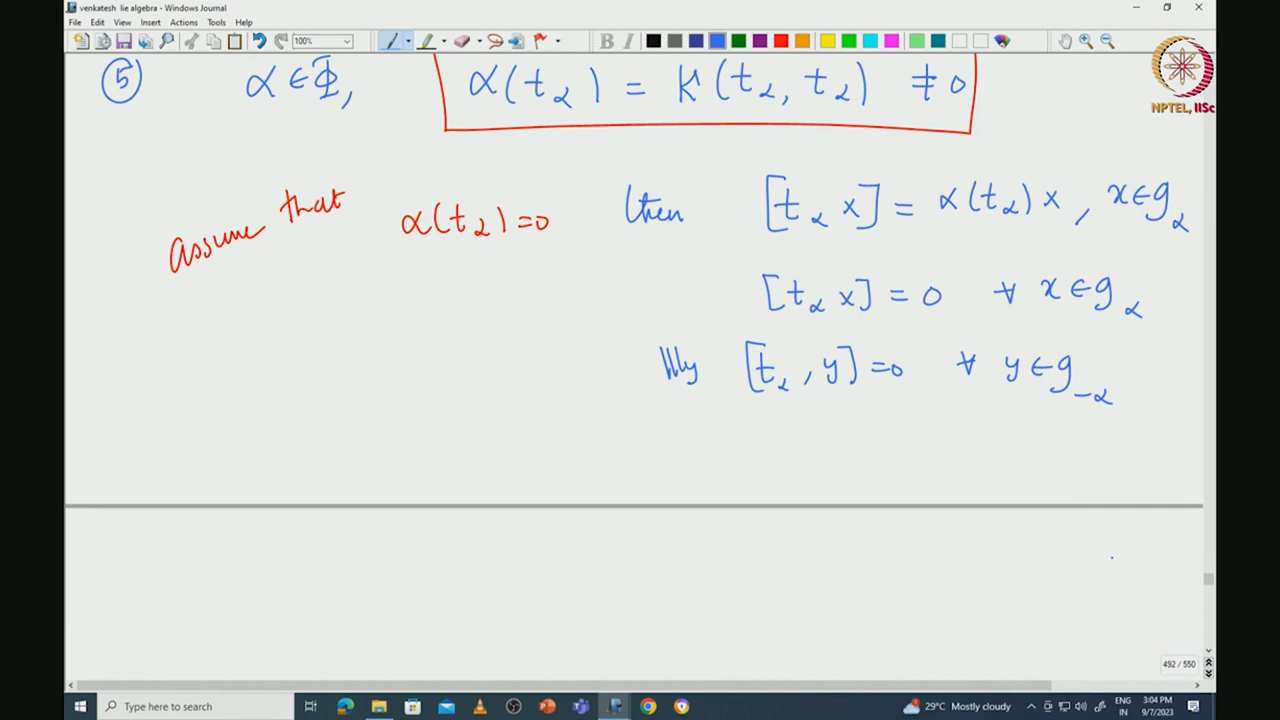 venkatesh lie algebra - Windows Journal
File Edit View Insert Actions Tools Help
100%
NPTEL, IISc
⑤ α ∈ Φ, α(t_α) = K(t_α, t_α) ≠ 0
assume that α(t_α) = 0 then [t_α x] = α(t_α) x, x ∈ g_α
[t_α x] = 0 ∀ x ∈ g_α
llly [t_α, y] = 0 ∀ y ∈ g_-α
492 / 550
Type here to search
29°C Mostly cloudy
ENG
IN
3:04 PM
9/7/2023